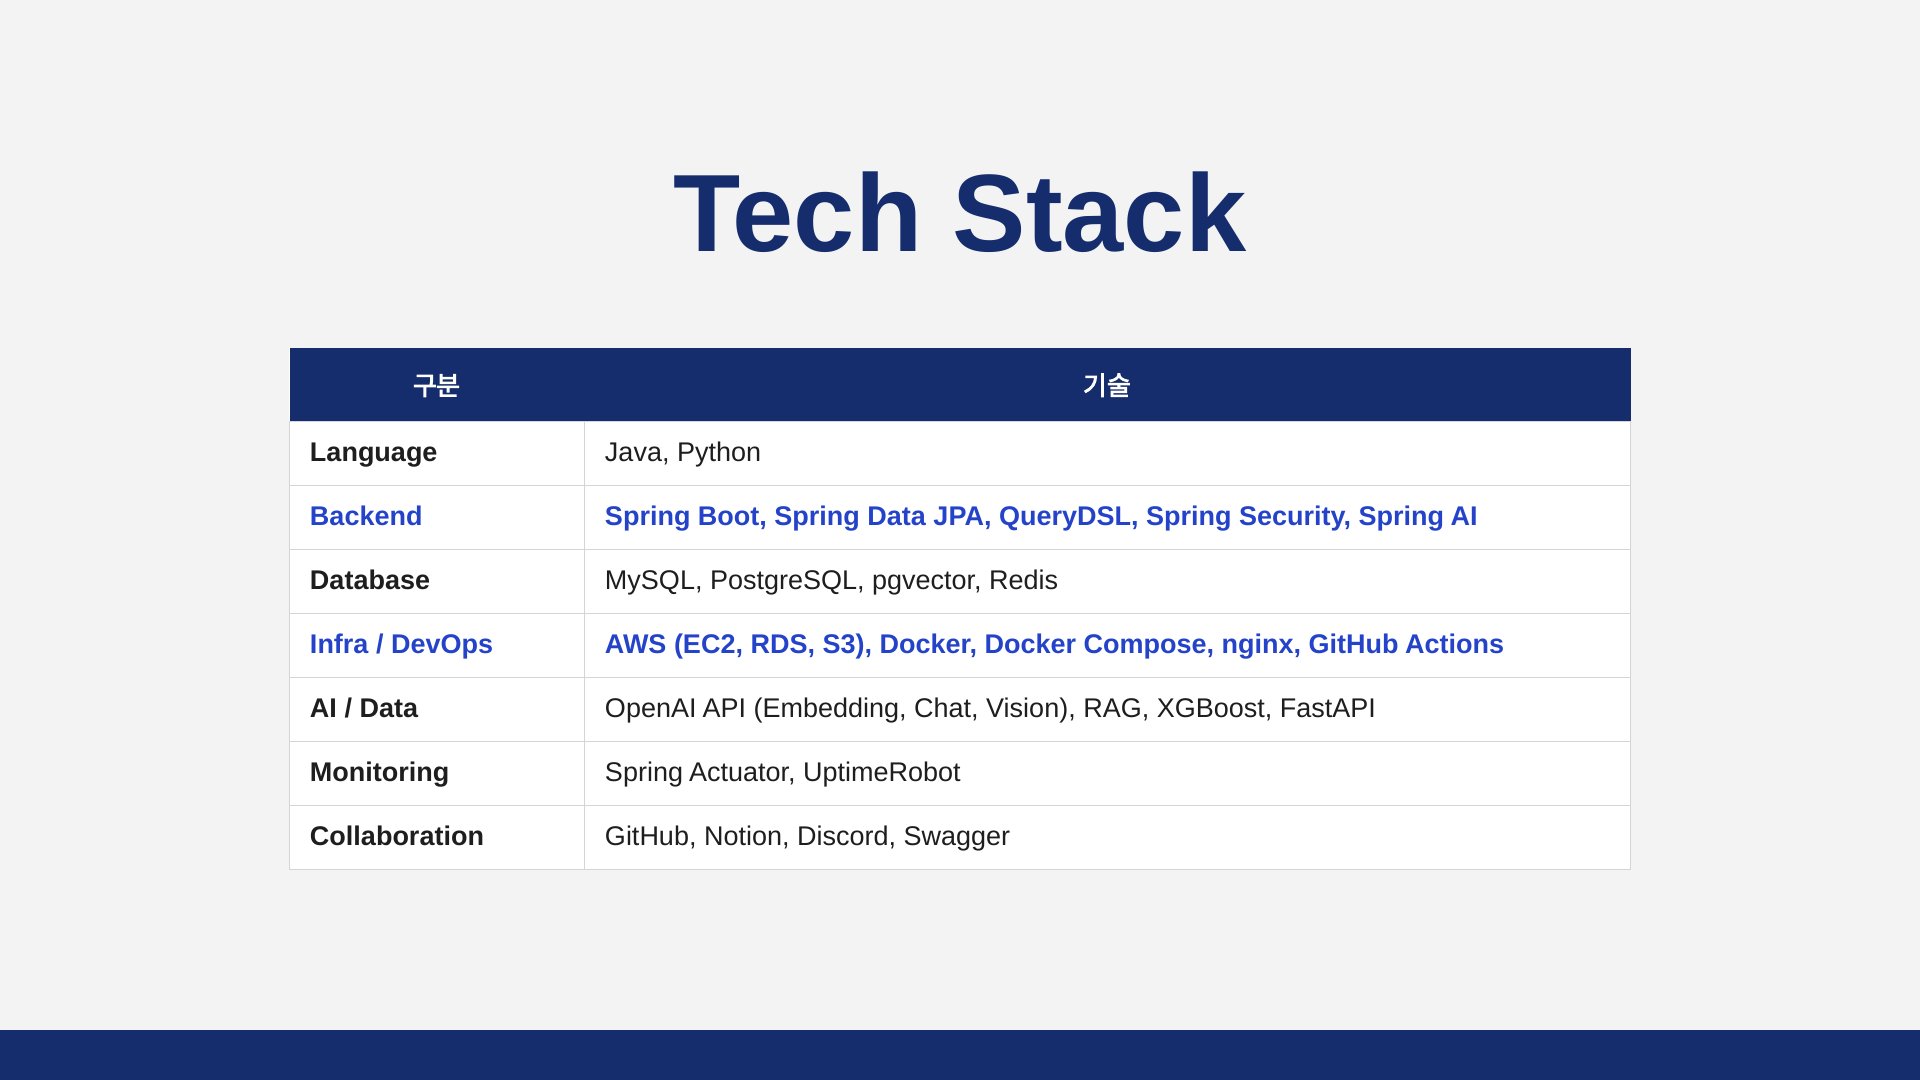 Tech Stack
구분 기술
Language Java, Python
Backend Spring Boot, Spring Data JPA, QueryDSL, Spring Security, Spring AI
Database MySQL, PostgreSQL, pgvector, Redis
Infra / DevOps AWS (EC2, RDS, S3), Docker, Docker Compose, nginx, GitHub Actions
AI / Data OpenAI API (Embedding, Chat, Vision), RAG, XGBoost, FastAPI
Monitoring Spring Actuator, UptimeRobot
Collaboration GitHub, Notion, Discord, Swagger